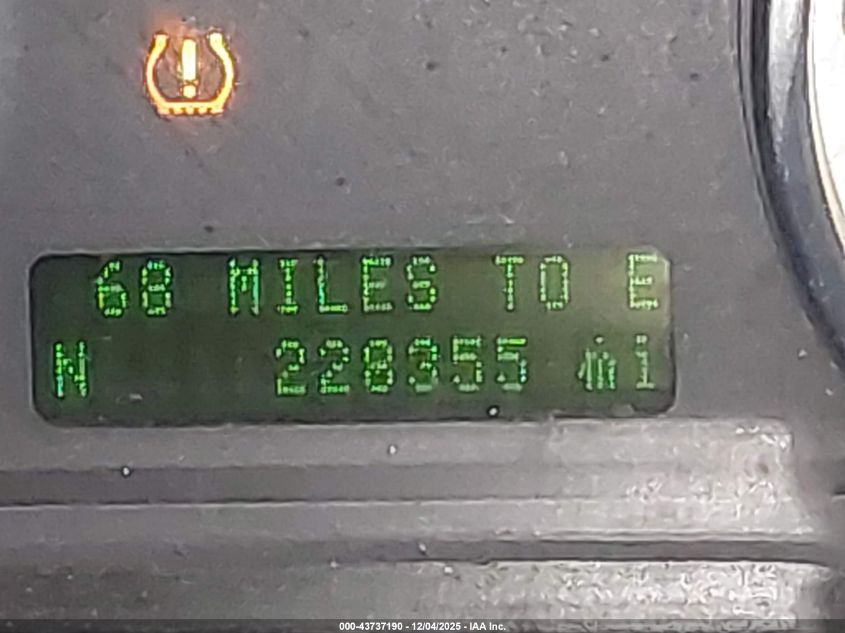 68 MILES TO E
N 228355 mi
000-43737190 - 12/04/2025 - IAA Inc.